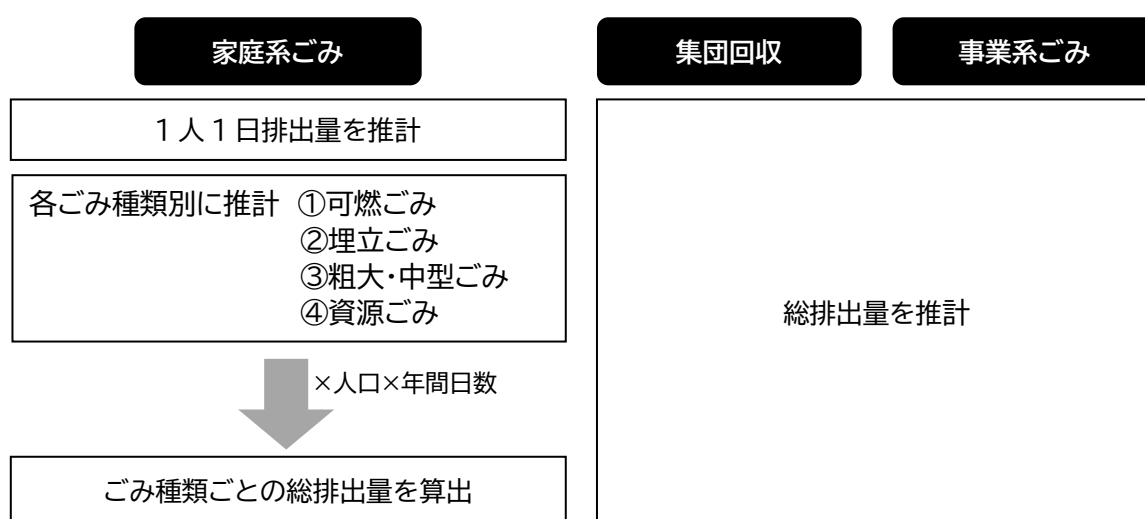 家庭系ごみ
1人1日排出量を推計
各ごみ種類別に推計 ①可燃ごみ
②埋立ごみ
③粗大・中型ごみ
④資源ごみ
×人口×年間日数
ごみ種類ごとの総排出量を算出
集団回収
事業系ごみ
総排出量を推計